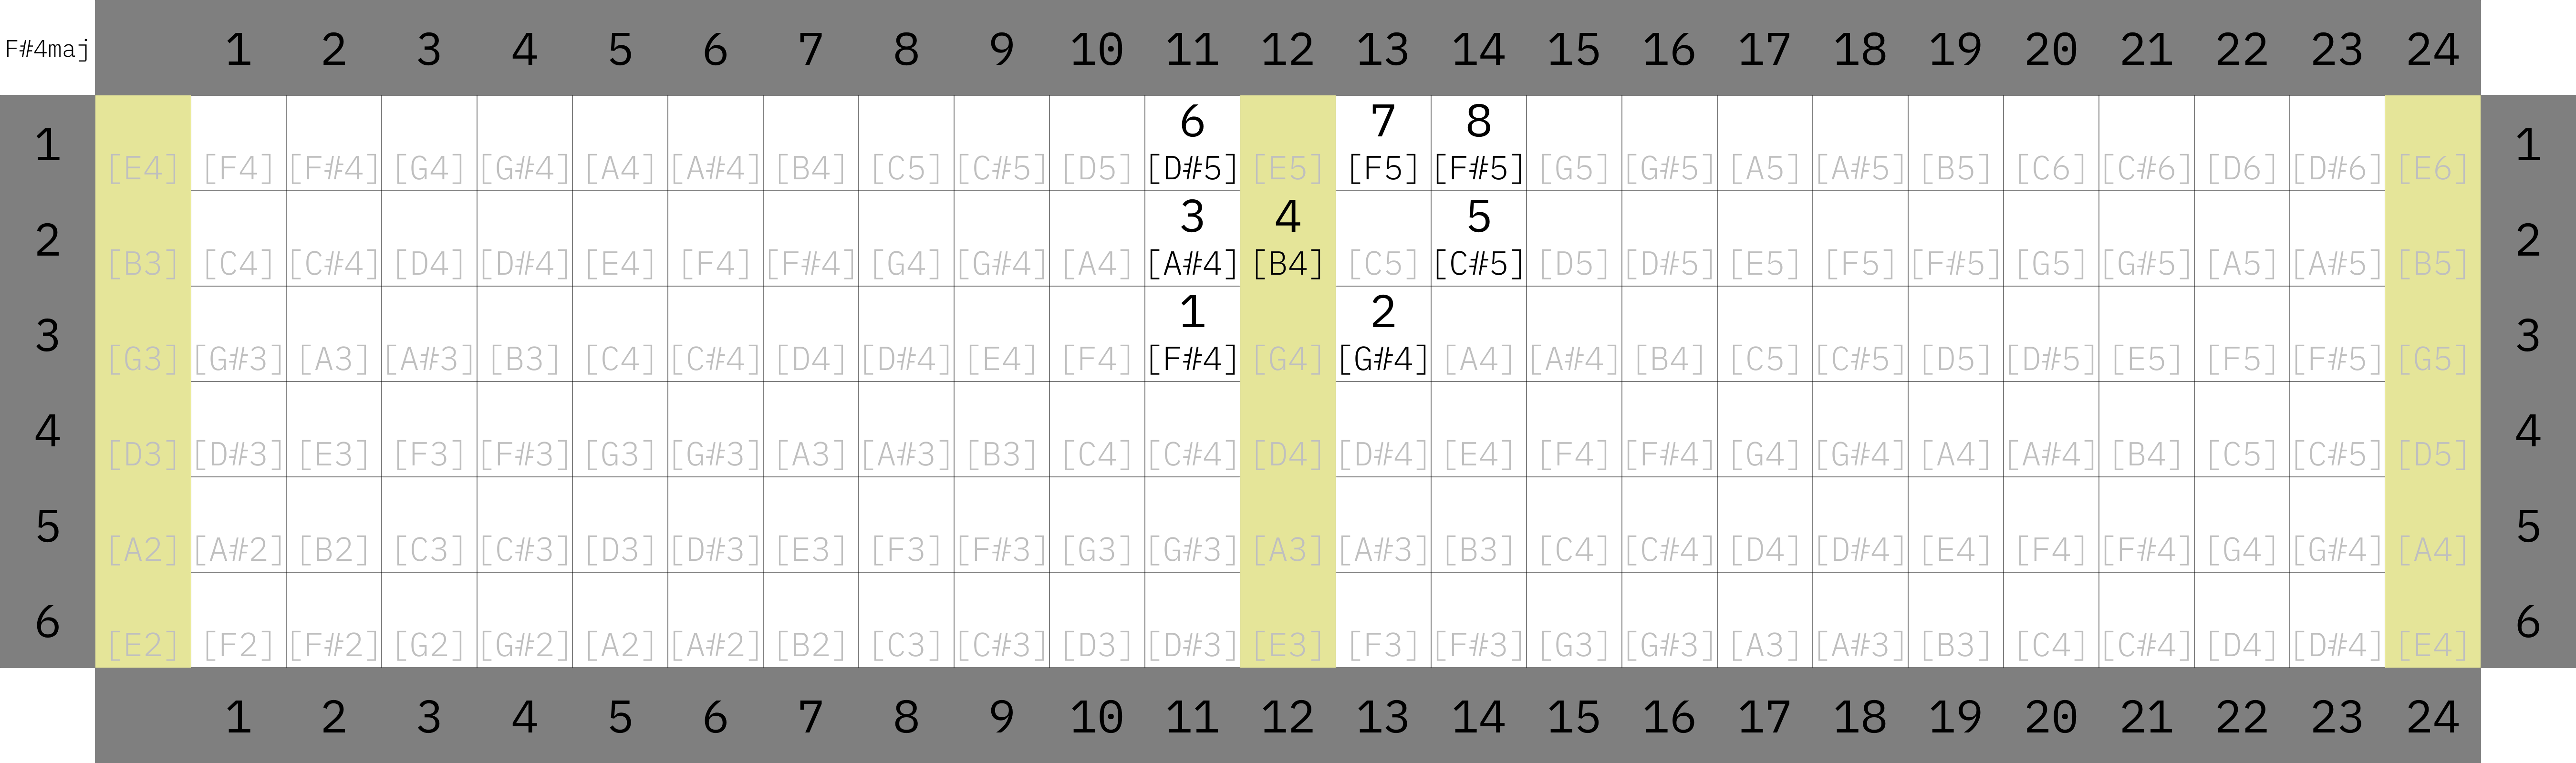 F#4maj 1 2 3 4 5 6 7 8 9 10 11 12 13 14 15 16 17 18 19 20 21 22 23 24
6 7 8
1 [E4] [F4] [F#4] [G4] [G#4] [A4] [A#4] [B4] [C5] [C#5] [D5] [D#5] [E5] [F5] [F#5] [G5] [G#5] [A5] [A#5] [B5] [C6] [C#6] [D6] [D#6] [E6] 1
3 4 5
2 [B3] [C4] [C#4] [D4] [D#4] [E4] [F4] [F#4] [G4] [G#4] [A4] [A#4] [B4] [C5] [C#5] [D5] [D#5] [E5] [F5] [F#5] [G5] [G#5] [A5] [A#5] [B5] 2
1 2
3 [G3] [G#3] [A3] [A#3] [B3] [C4] [C#4] [D4] [D#4] [E4] [F4] [F#4] [G4] [G#4] [A4] [A#4] [B4] [C5] [C#5] [D5] [D#5] [E5] [F5] [F#5] [G5] 3
4 [D3] [D#3] [E3] [F3] [F#3] [G3] [G#3] [A3] [A#3] [B3] [C4] [C#4] [D4] [D#4] [E4] [F4] [F#4] [G4] [G#4] [A4] [A#4] [B4] [C5] [C#5] [D5] 4
5 [A2] [A#2] [B2] [C3] [C#3] [D3] [D#3] [E3] [F3] [F#3] [G3] [G#3] [A3] [A#3] [B3] [C4] [C#4] [D4] [D#4] [E4] [F4] [F#4] [G4] [G#4] [A4] 5
6 [E2] [F2] [F#2] [G2] [G#2] [A2] [A#2] [B2] [C3] [C#3] [D3] [D#3] [E3] [F3] [F#3] [G3] [G#3] [A3] [A#3] [B3] [C4] [C#4] [D4] [D#4] [E4] 6
1 2 3 4 5 6 7 8 9 10 11 12 13 14 15 16 17 18 19 20 21 22 23 24